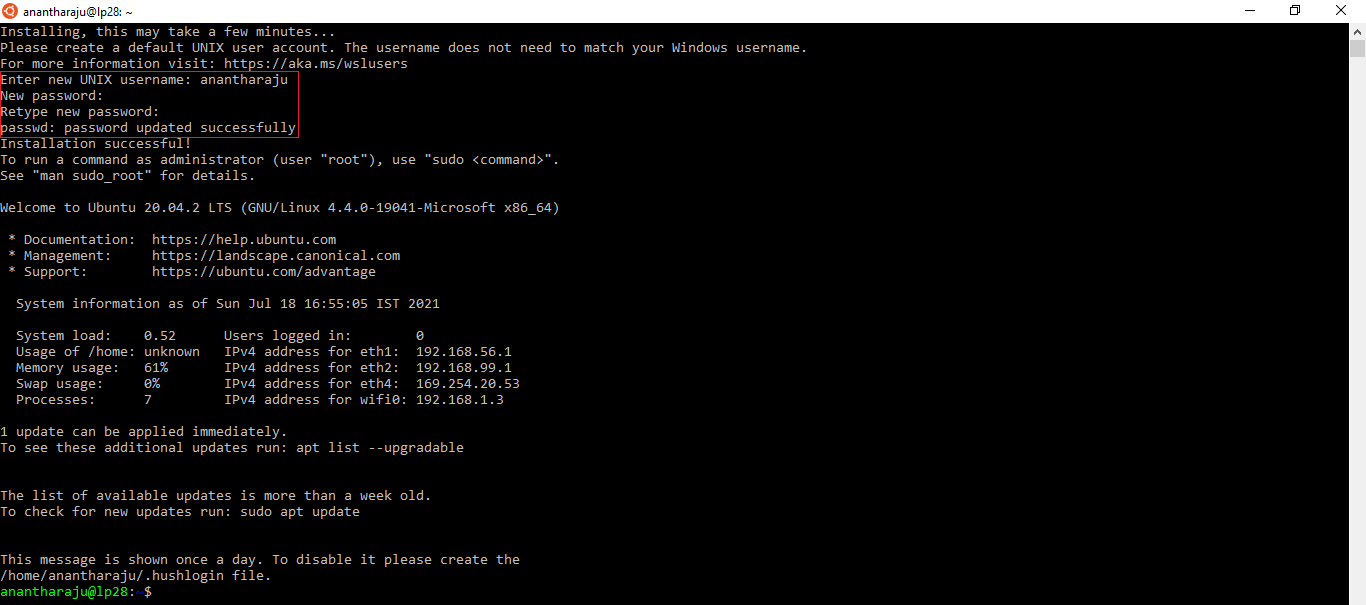 anantharaju@lp28: ~
Installing, this may take a few minutes...
Please create a default UNIX user account. The username does not need to match your Windows username.
For more information visit: https://aka.ms/wslusers
Enter new UNIX username: anantharaju
New password:
Retype new password:
passwd: password updated successfully
Installation successful!
To run a command as administrator (user "root"), use "sudo <command>".
See "man sudo_root" for details.
Welcome to Ubuntu 20.04.2 LTS (GNU/Linux 4.4.0-19041-Microsoft x86_64)
* Documentation:  https://help.ubuntu.com
* Management:     https://landscape.canonical.com
* Support:        https://ubuntu.com/advantage
System information as of Sun Jul 18 16:55:05 IST 2021
System load:    0.52      Users logged in:        0
Usage of /home: unknown   IPv4 address for eth1:  192.168.56.1
Memory usage:   61%       IPv4 address for eth2:  192.168.99.1
Swap usage:     0%        IPv4 address for eth4:  169.254.20.53
Processes:      7         IPv4 address for wifi0: 192.168.1.3
1 update can be applied immediately.
To see these additional updates run: apt list --upgradable
The list of available updates is more than a week old.
To check for new updates run: sudo apt update
This message is shown once a day. To disable it please create the
/home/anantharaju/.hushlogin file.
anantharaju@lp28:~$